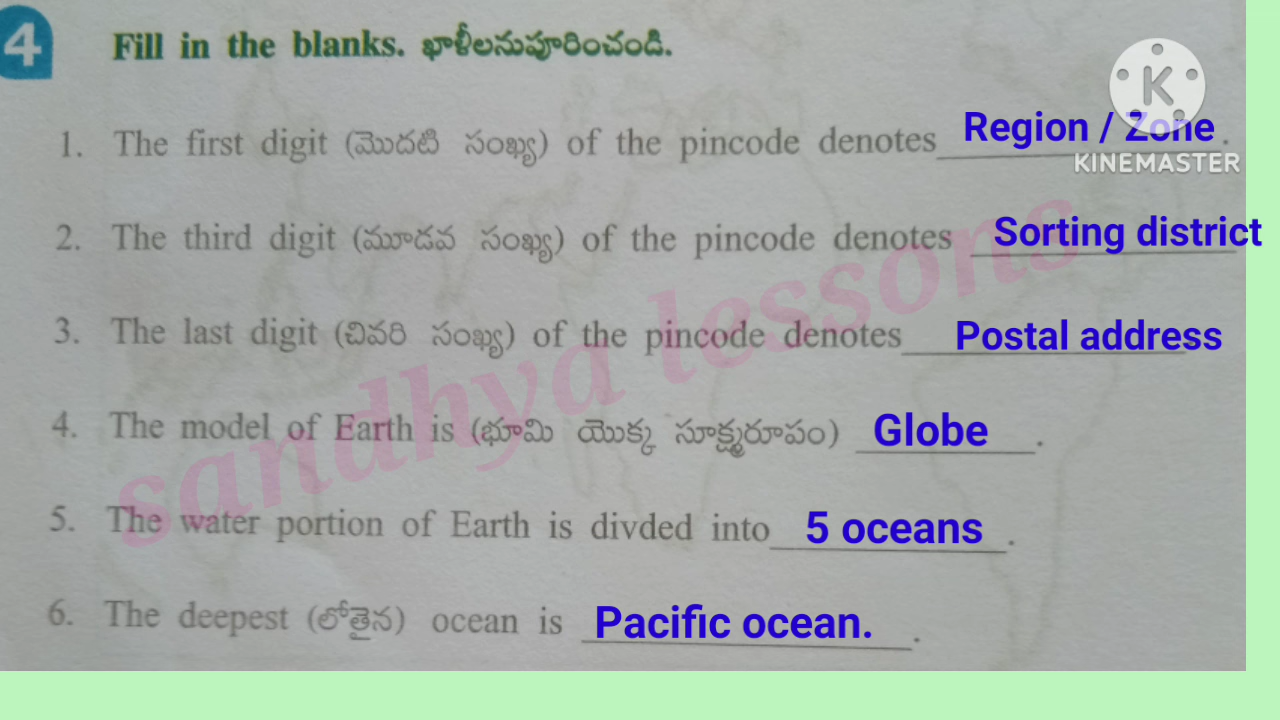 4 Fill in the blanks. ఖాళీలనుపూరించండి.
1. The first digit (మొదటి సంఖ్య) of the pincode denotes Region / Zone.
KINEMASTER
2. The third digit (మూడవ సంఖ్య) of the pincode denotes Sorting district
3. The last digit (చివరి సంఖ్య) of the pincode denotes Postal address
4. The model of Earth is (భూమి యొక్క సూక్ష్మరూపం) Globe.
5. The water portion of Earth is divded into 5 oceans.
6. The deepest (లోతైన) ocean is Pacific ocean..
sandhya lessons